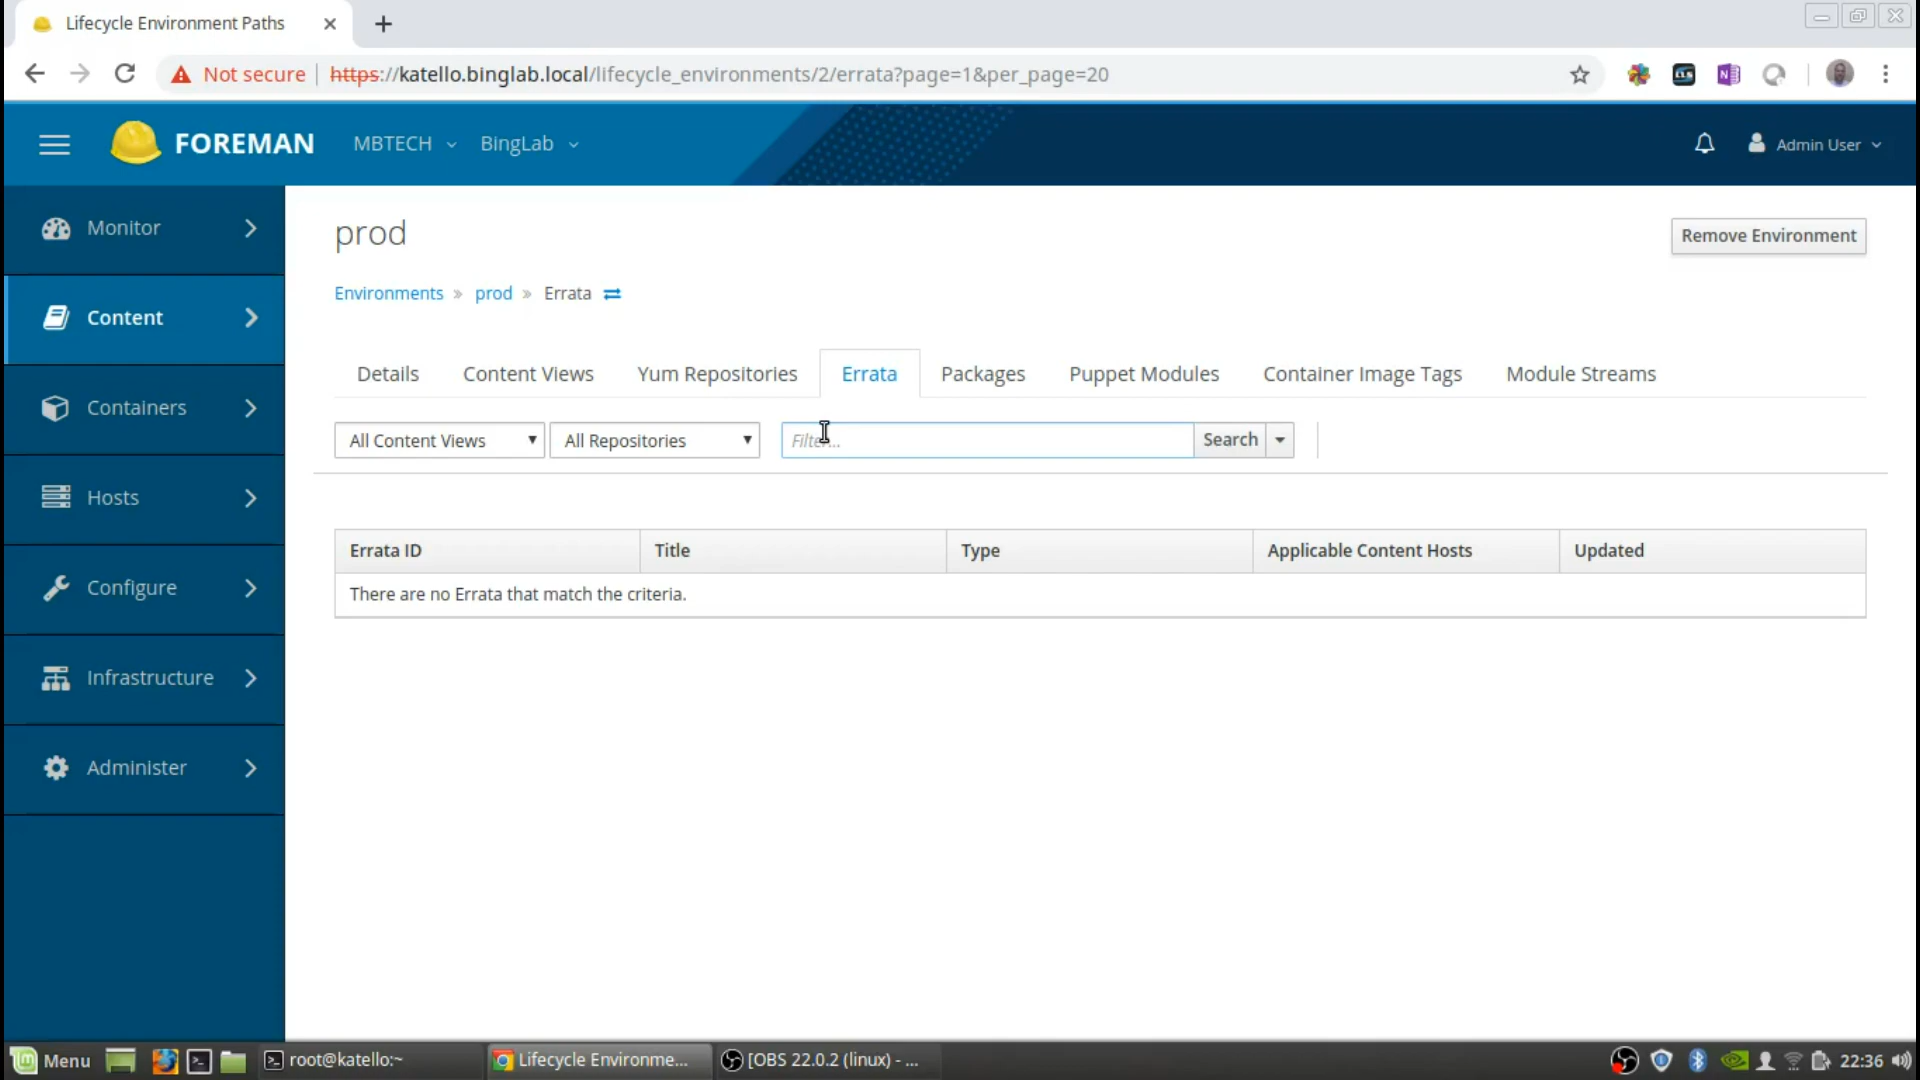 Lifecycle Environment Paths
Not secure | https://katello.binglab.local/lifecycle_environments/2/errata?page=1&per_page=20
FOREMAN MBTECH BingLab Admin User
Monitor
Content
Containers
Hosts
Configure
Infrastructure
Administer
prod
Remove Environment
Environments » prod » Errata
Details Content Views Yum Repositories Errata Packages Puppet Modules Container Image Tags Module Streams
All Content Views All Repositories Filter... Search
Errata ID Title Type Applicable Content Hosts Updated
There are no Errata that match the criteria.
Menu root@katello:~ Lifecycle Environme... [OBS 22.0.2 (linux) - ... 22:36